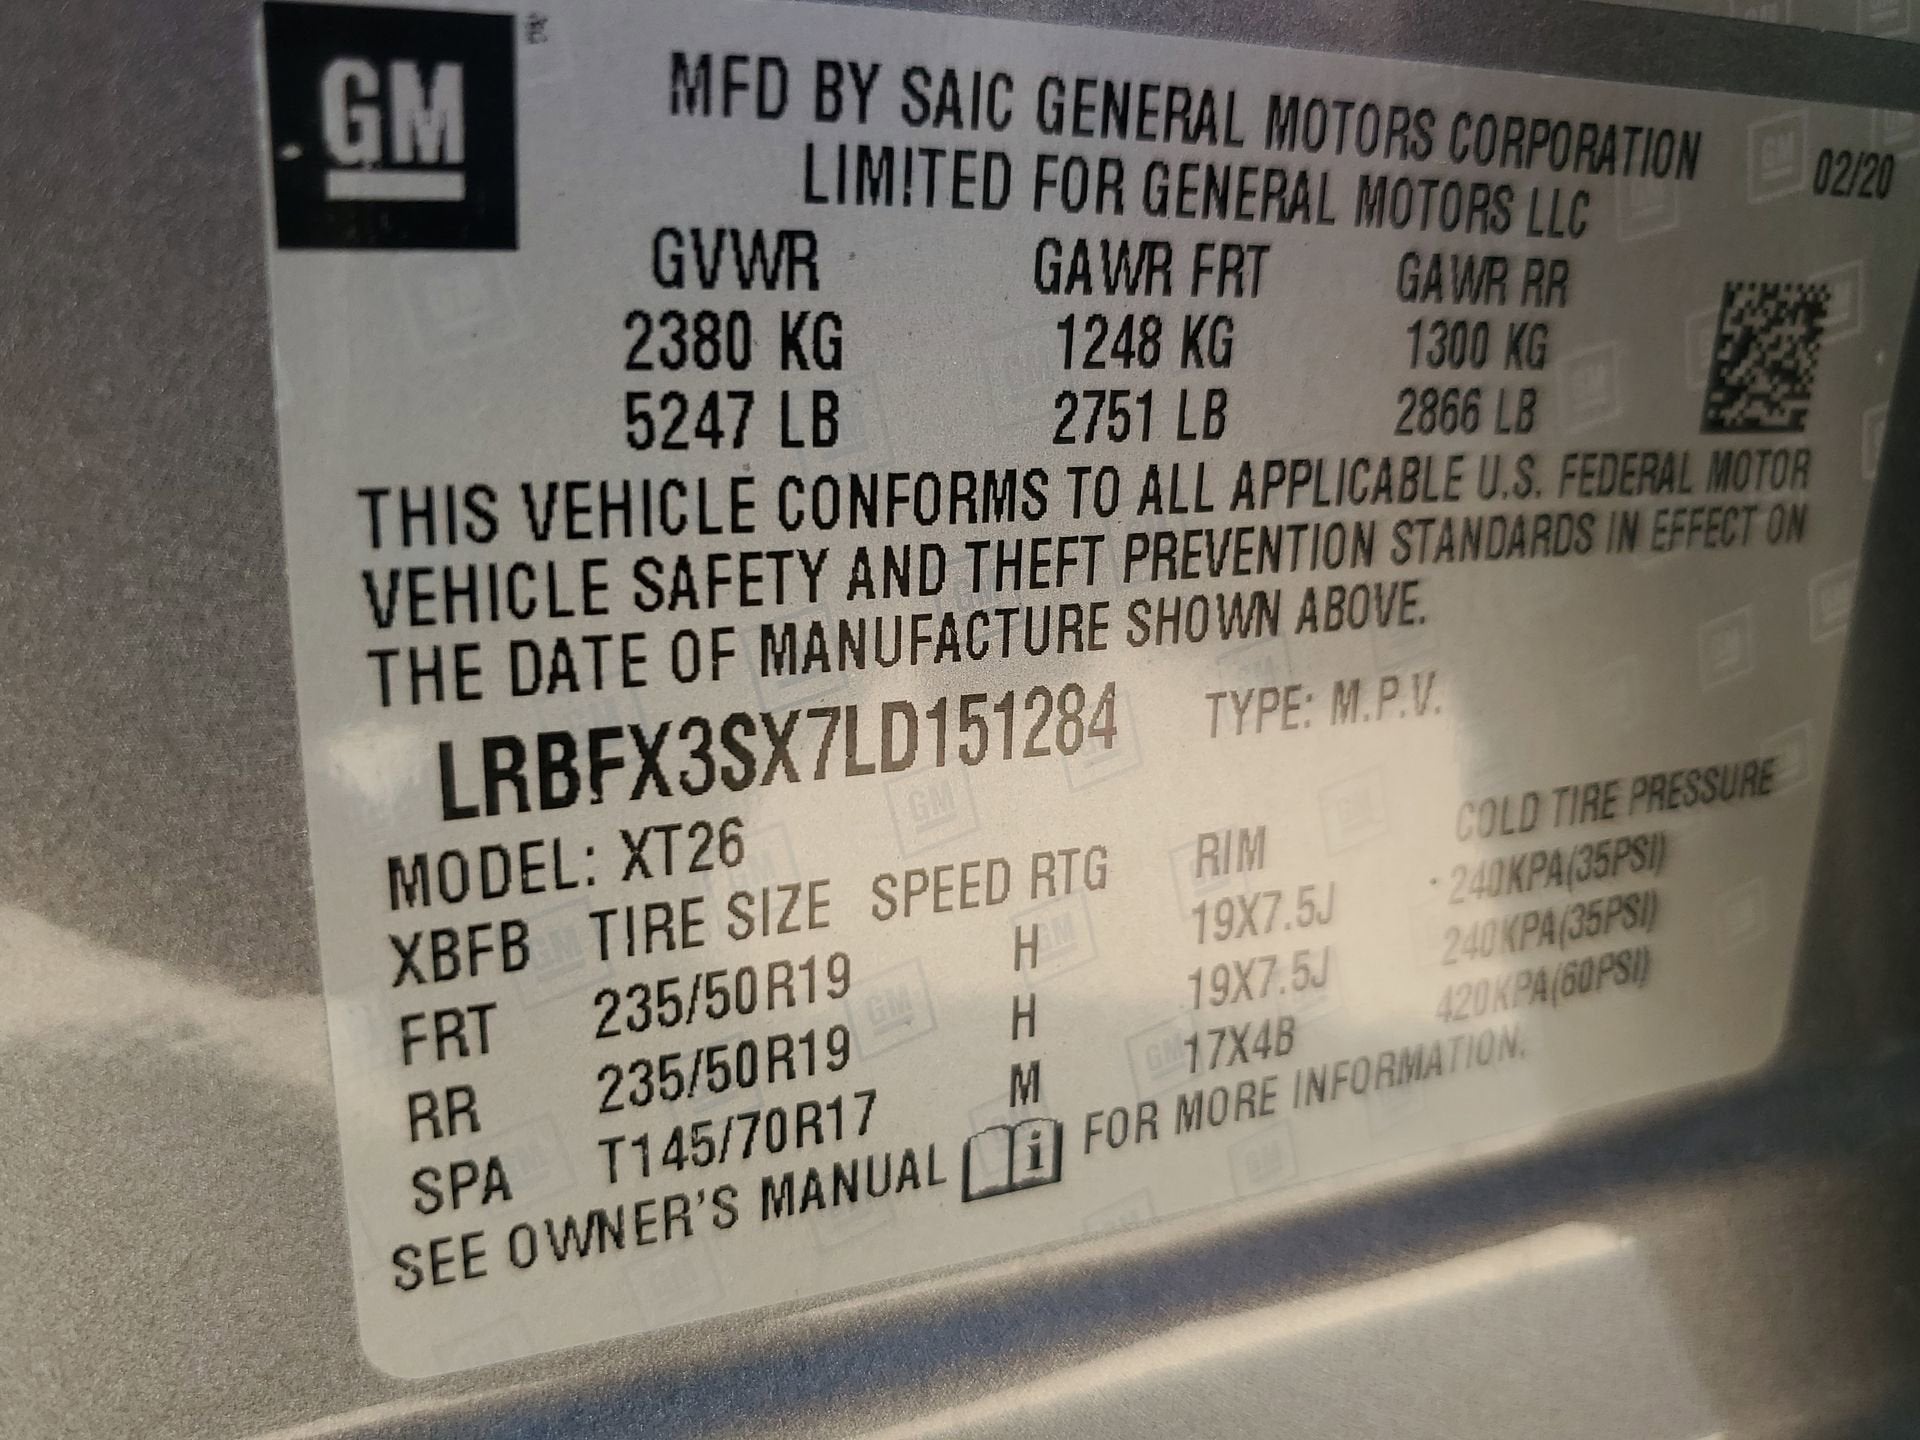 GM
MFD BY SAIC GENERAL MOTORS CORPORATION
LIMITED FOR GENERAL MOTORS LLC
02/20
GVWR GAWR FRT GAWR RR
2380 KG 1248 KG 1300 KG
5247 LB 2751 LB 2866 LB
THIS VEHICLE CONFORMS TO ALL APPLICABLE U.S. FEDERAL MOTOR
VEHICLE SAFETY AND THEFT PREVENTION STANDARDS IN EFFECT ON
THE DATE OF MANUFACTURE SHOWN ABOVE.
LRBFX3SX7LD151284 TYPE: M.P.V.
MODEL: XT26
XBFB TIRE SIZE SPEED RTG RIM COLD TIRE PRESSURE
FRT 235/50R19 H 19X7.5J 240KPA(35PSI)
RR 235/50R19 H 19X7.5J 240KPA(35PSI)
SPA T145/70R17 M 17X4B 420KPA(60PSI)
SEE OWNER'S MANUAL i FOR MORE INFORMATION.